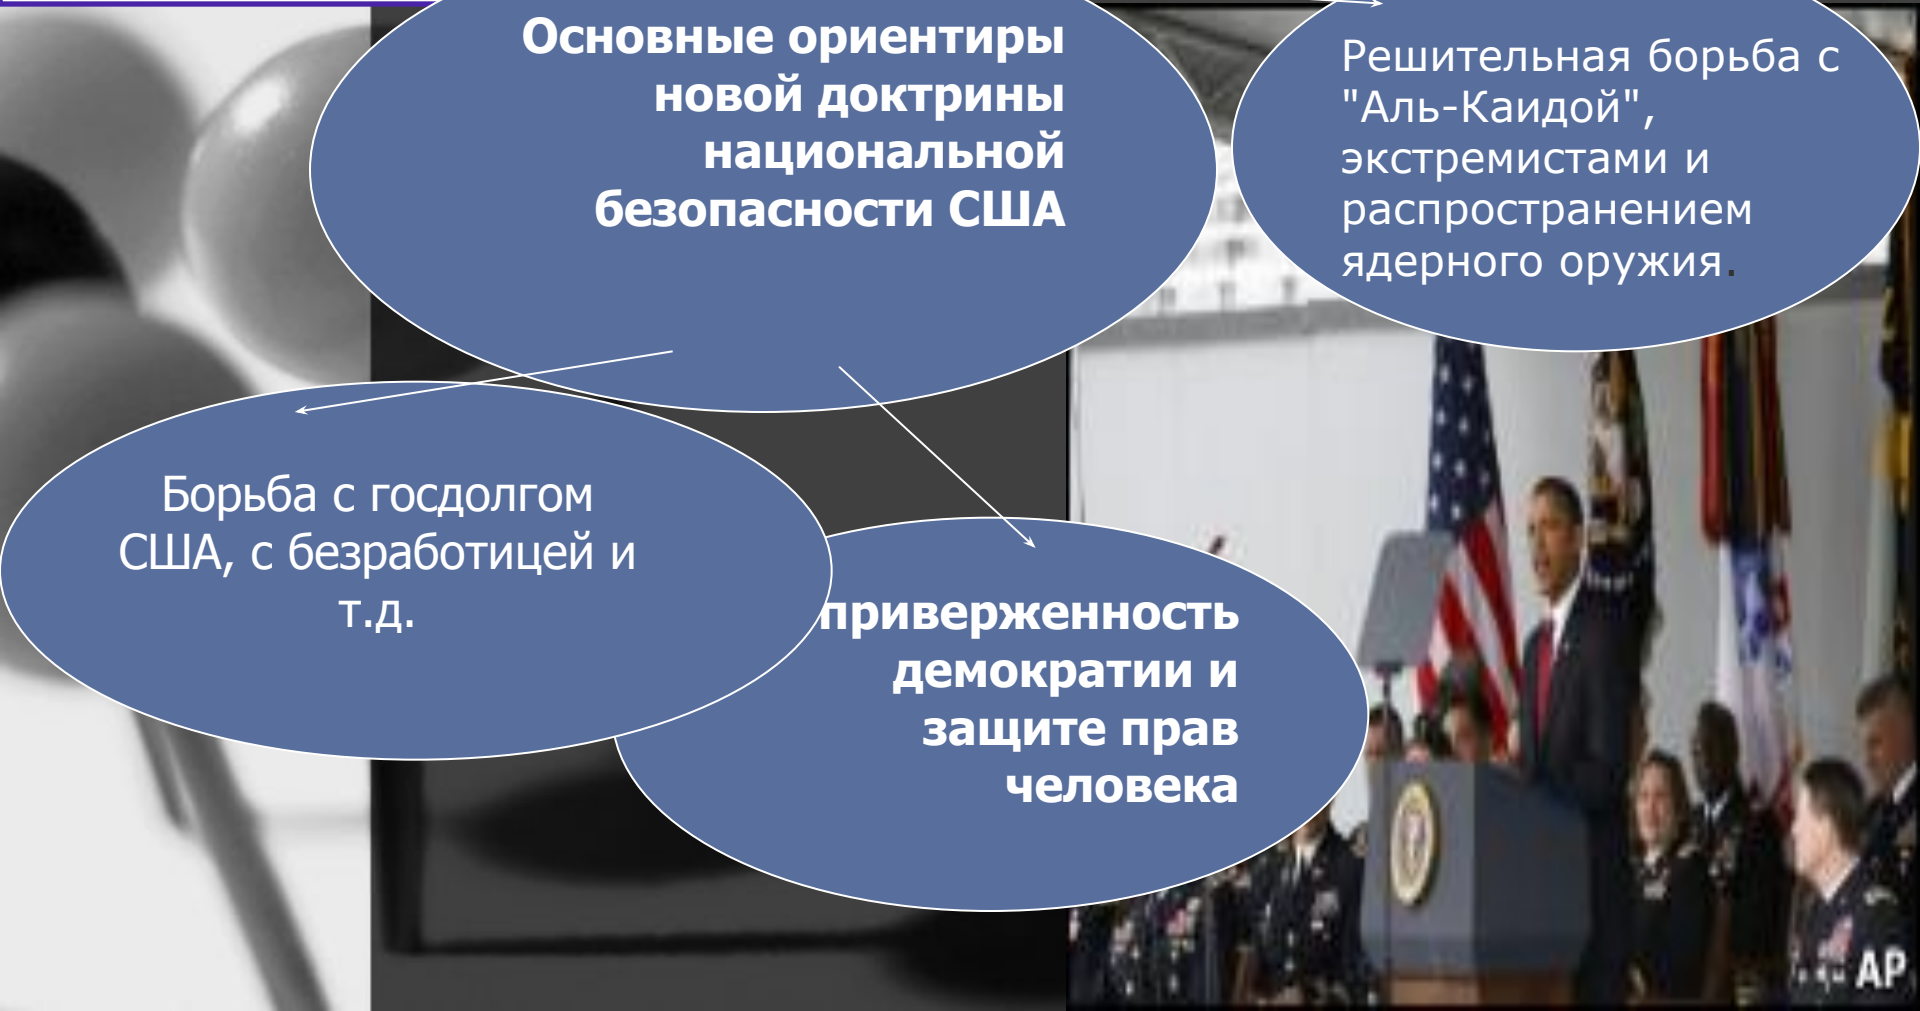 Основные ориентиры
новой доктрины
национальной
безопасности США
Решительная борьба с
"Аль-Каидой",
экстремистами и
распространением
ядерного оружия.
Борьба с госдолгом
США, с безработицей и
т.д.
приверженность
демократии и
защите прав
человека
AP